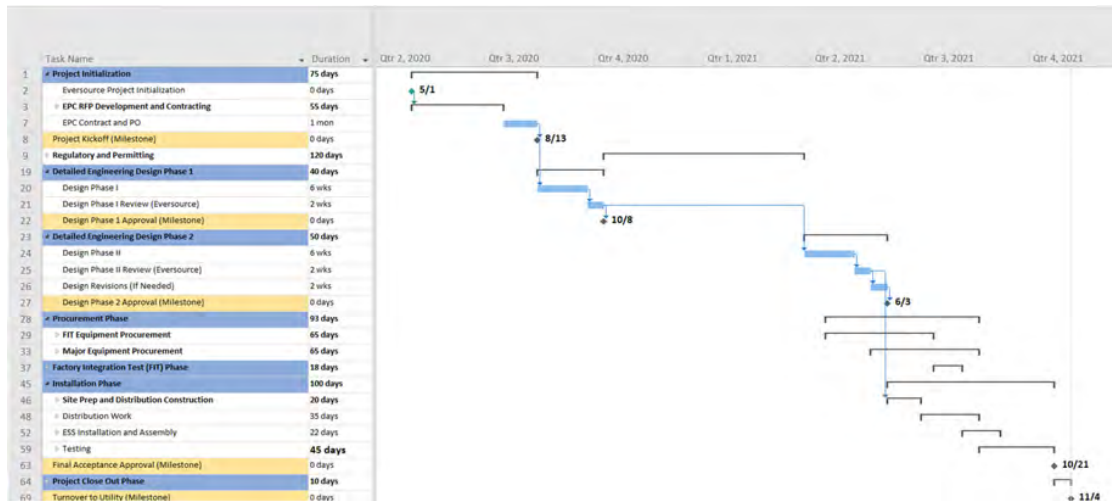 Task Name Duration Qtr 2, 2020 Qtr 3, 2020 Qtr 4, 2020 Qtr 1, 2021 Qtr 2, 2021 Qtr 3, 2021 Qtr 4, 2021
1 Project Initialization 75 days
2 Eversource Project Initialization 0 days 5/1
3 EPC RFP Development and Contracting 55 days
7 EPC Contract and PO 1 mon
8 Project Kickoff (Milestone) 0 days 8/13
9 Regulatory and Permitting 120 days
19 Detailed Engineering Design Phase 1 40 days
20 Design Phase I 6 wks
21 Design Phase I Review (Eversource) 2 wks
22 Design Phase 1 Approval (Milestone) 0 days 10/8
23 Detailed Engineering Design Phase 2 50 days
24 Design Phase II 6 wks
25 Design Phase II Review (Eversource) 2 wks
26 Design Revisions (If Needed) 2 wks
27 Design Phase 2 Approval (Milestone) 0 days 6/3
28 Procurement Phase 93 days
29 FIT Equipment Procurement 65 days
33 Major Equipment Procurement 65 days
37 Factory Integration Test (FIT) Phase 18 days
45 Installation Phase 100 days
46 Site Prep and Distribution Construction 20 days
48 Distribution Work 35 days
52 ESS Installation and Assembly 22 days
59 Testing 45 days
63 Final Acceptance Approval (Milestone) 0 days 10/21
64 Project Close Out Phase 10 days
69 Turnover to Utility (Milestone) 0 days 11/4